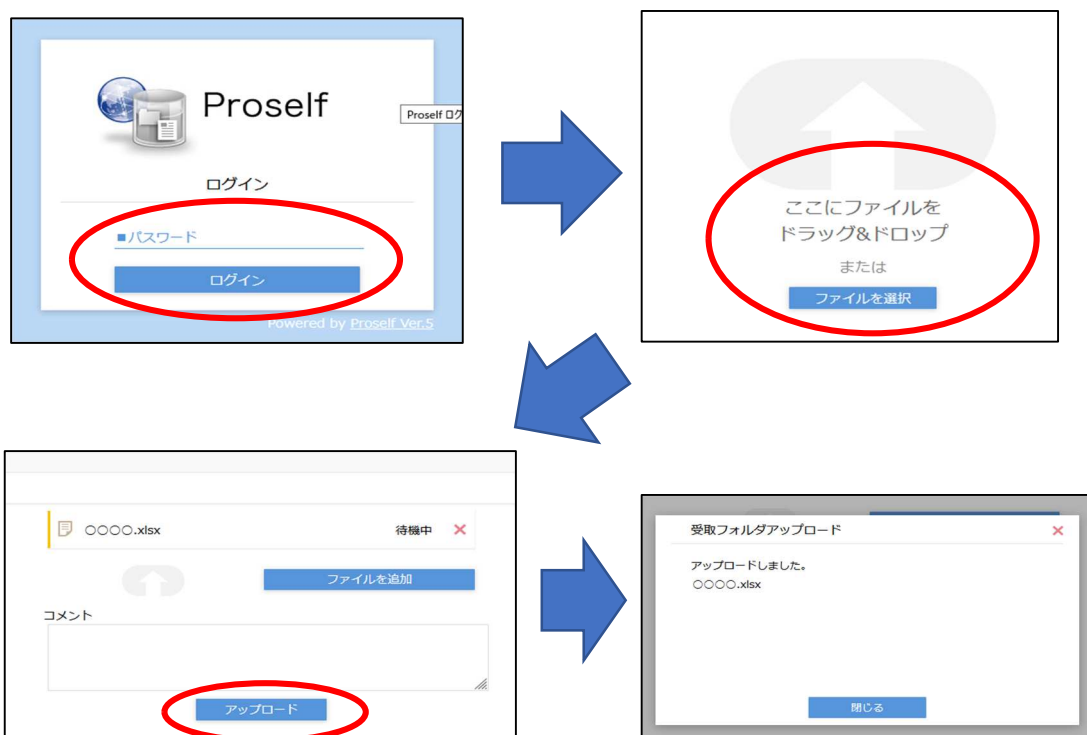 Proself
Proself ログ
ログイン
■パスワード
ログイン
Powered by Proself Ver.5
ここにファイルを
ドラッグ&ドロップ
または
ファイルを選択
○○○○.xlsx 待機中 ×
ファイルを追加
コメント
アップロード
受取フォルダアップロード ×
アップロードしました。
○○○○.xlsx
閉じる